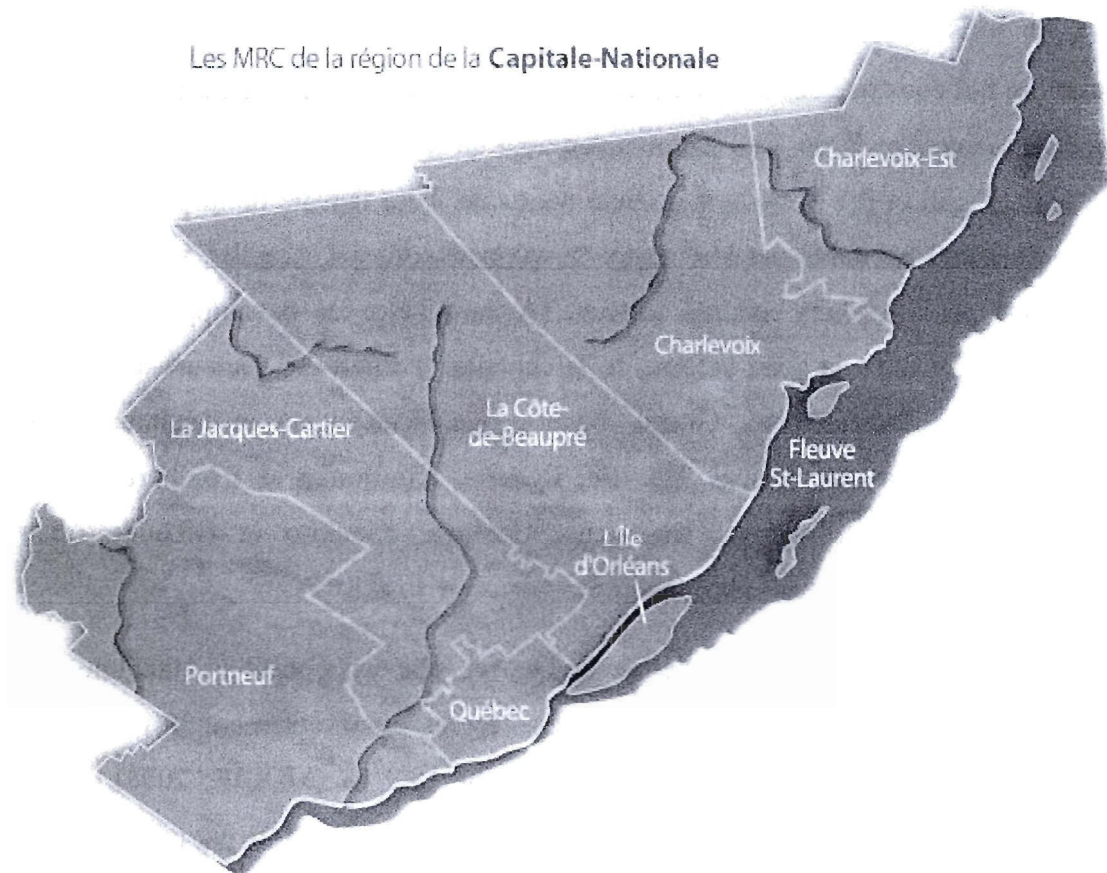 Les MRC de la région de la Capitale-Nationale
Charlevoix-Est
Charlevoix
La Côte-
de-Beaupré
La Jacques-Cartier
Fleuve
St-Laurent
L'Île
d'Orléans
Portneuf
Québec